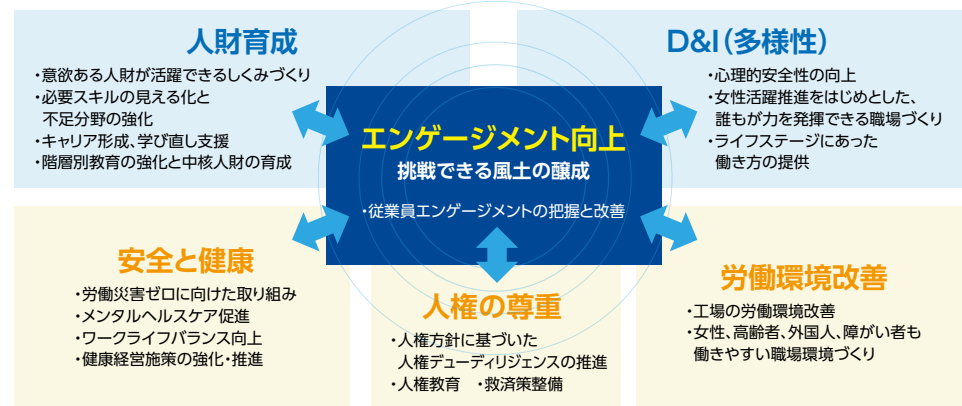 人財育成
・意欲ある人財が活躍できるしくみづくり
・必要スキルの見える化と
不足分野の強化
・キャリア形成、学び直し支援
・階層別教育の強化と中核人財の育成
D&I(多様性)
・心理的安全性の向上
・女性活躍推進をはじめとした、
誰もが力を発揮できる職場づくり
・ライフステージにあった
働き方の提供
エンゲージメント向上
挑戦できる風土の醸成
・従業員エンゲージメントの把握と改善
安全と健康
・労働災害ゼロに向けた取り組み
・メンタルヘルスケア促進
・ワークライフバランス向上
・健康経営施策の強化・推進
人権の尊重
・人権方針に基づいた
人権デューディリジェンスの推進
・人権教育 ・救済策整備
労働環境改善
・工場の労働環境改善
・女性、高齢者、外国人、障がい者も
働きやすい職場環境づくり